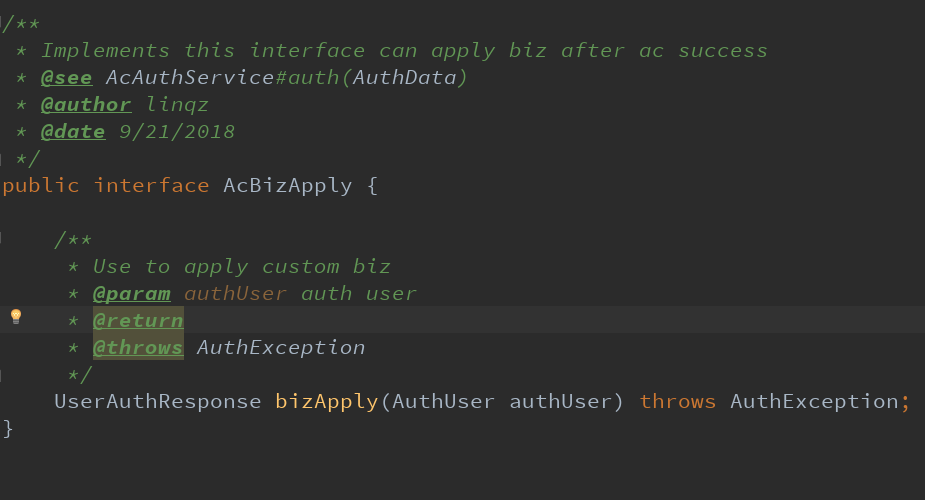 /**
 * Implements this interface can apply biz after ac success
 * @see AcAuthService#auth(AuthData)
 * @author linqz
 * @date 9/21/2018
 */
public interface AcBizApply {
    /**
     * Use to apply custom biz
     * @param authUser auth user
     * @return
     * @throws AuthException
     */
    UserAuthResponse bizApply(AuthUser authUser) throws AuthException;
}